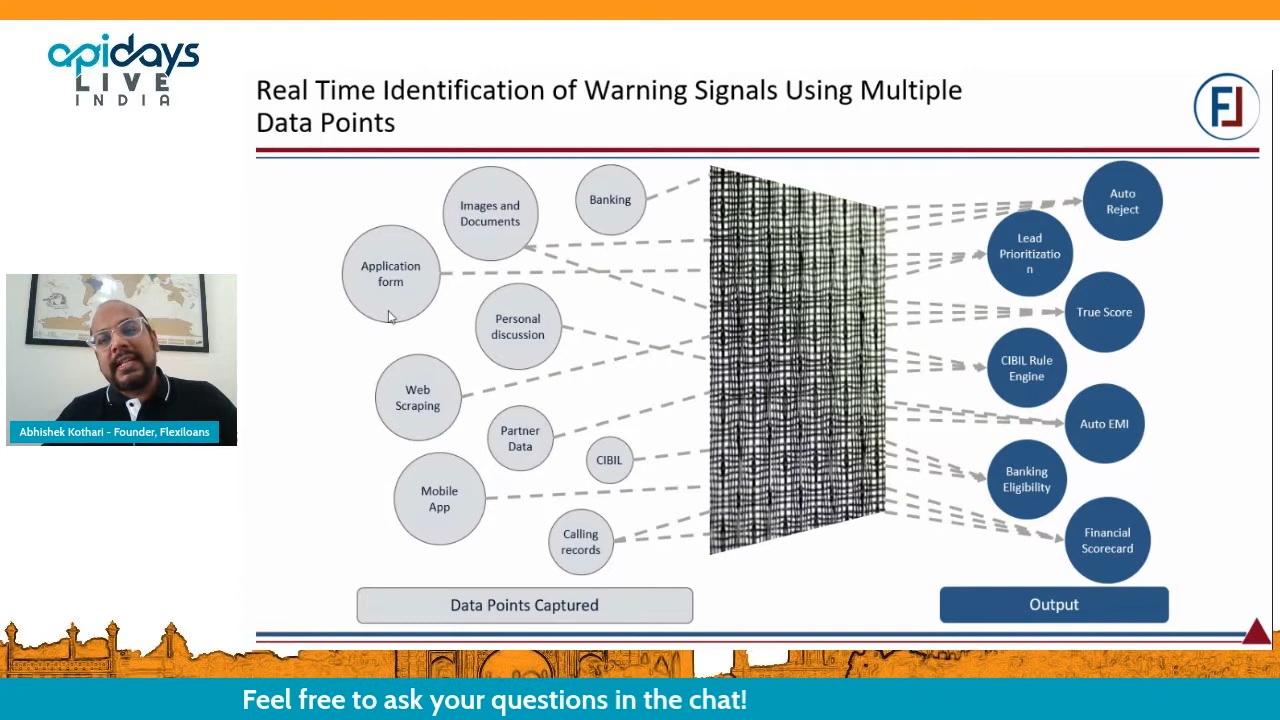 apidays
LIVE
INDIA
Real Time Identification of Warning Signals Using Multiple
Data Points
FL
Images and
Documents
Banking
Application
form
Personal
discussion
Web
Scraping
Partner
Data
CIBIL
Mobile
App
Calling
records
Data Points Captured
Auto
Reject
Lead
Prioritizatio
n
True Score
CIBIL Rule
Engine
Auto EMI
Banking
Eligibility
Financial
Scorecard
Output
Abhishek Kothari - Founder, Flexiloans
Feel free to ask your questions in the chat!